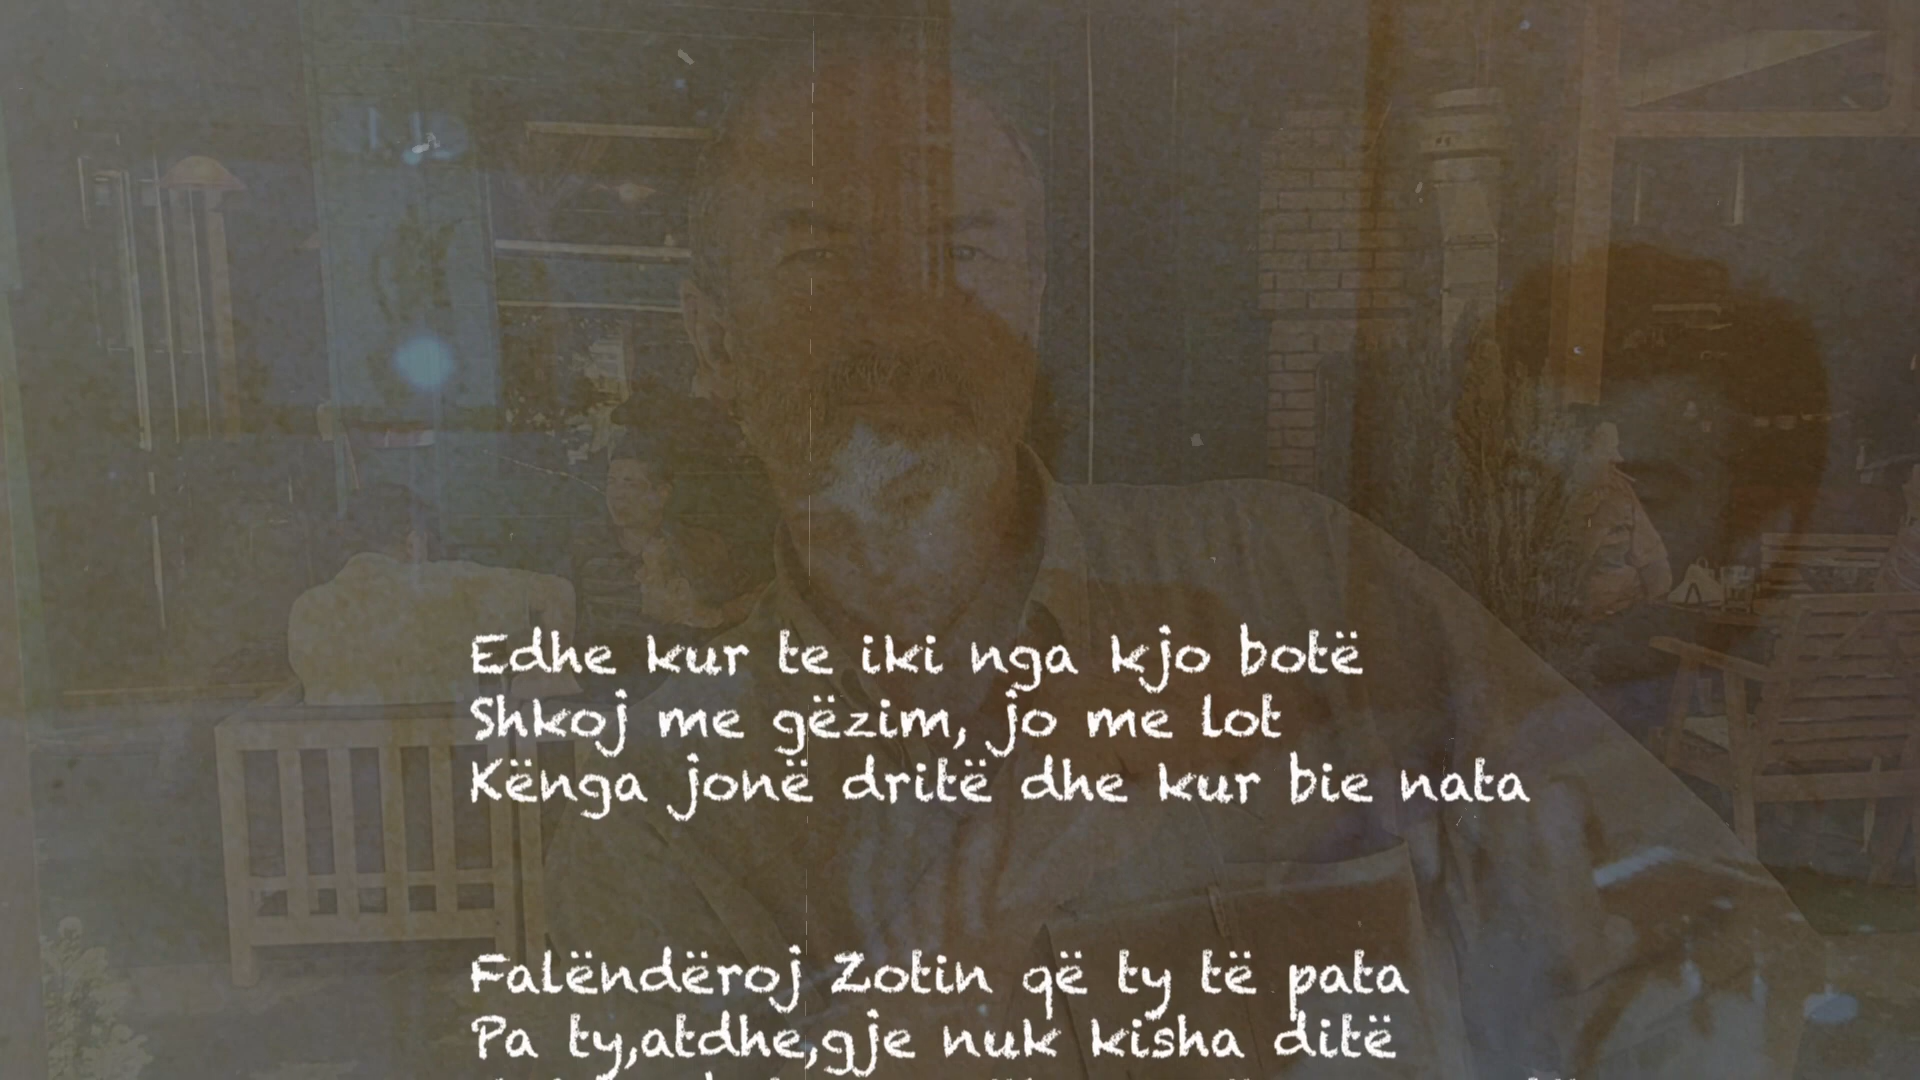 Edhe kur te iki nga kjo botë
Shkoj me gëzim, jo me lot
Kënga jonë dritë dhe kur bie nata
Falëndëroj Zotin që ty të pata
Pa ty,atdhe,gje nuk kisha ditë